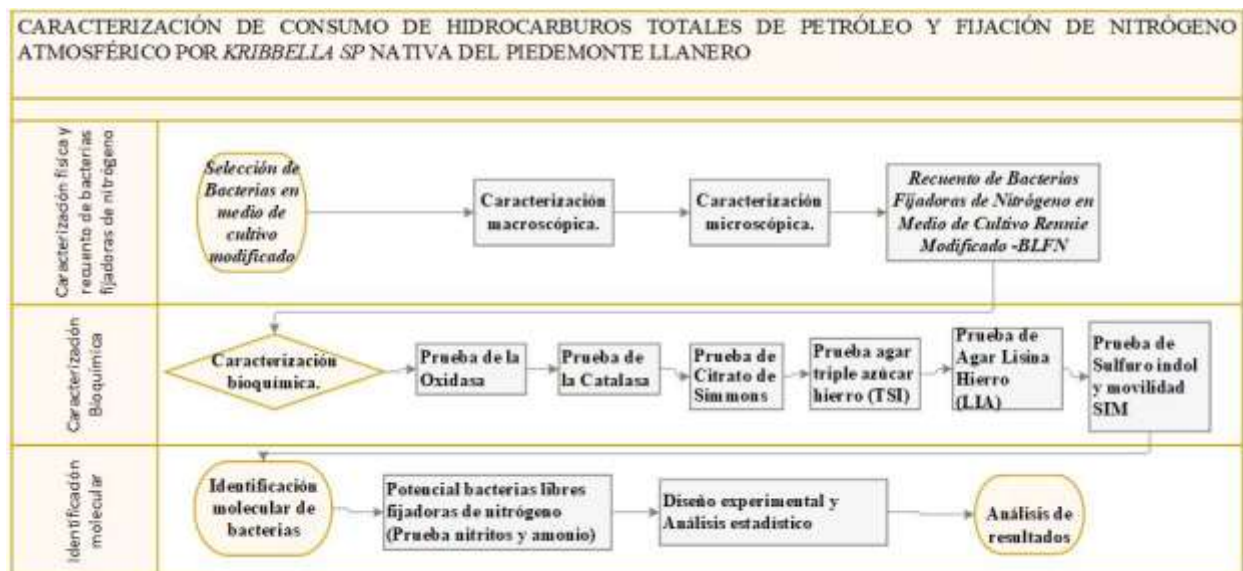 CARACTERIZACIÓN DE CONSUMO DE HIDROCARBUROS TOTALES DE PETRÓLEO Y FIJACIÓN DE NITRÓGENO
ATMOSFÉRICO POR KRIBBELLA SP NATIVA DEL PIEDEMONTE LLANERO
Caracterización física y
recuento de bacterias
fijadoras de nitrógeno
Selección de
Bacterias en
medio de
cultivo
modificado
Caracterización
macroscópica.
Caracterización
microscópica.
Recuento de Bacterias
Fijadoras de Nitrógeno en
Medio de Cultivo Rennie
Modificado -BLFN
Caracterización
Bioquímica
Caracterización
bioquímica.
Prueba de la
Oxidasa
Prueba de
la Catalasa
Prueba de
Citrato de
Simmons
Prueba agar
triple azúcar
hierro (TSI)
Prueba de
Agar Lisina
Hierro
(LIA)
Prueba de
Sulfuro indol
y movilidad
SIM
Identificación
molecular
Identificación
molecular de
bacterias
Potencial bacterias libres
fijadoras de nitrógeno
(Prueba nitritos y amonio)
Diseño experimental y
Análisis estadístico
Análisis de
resultados